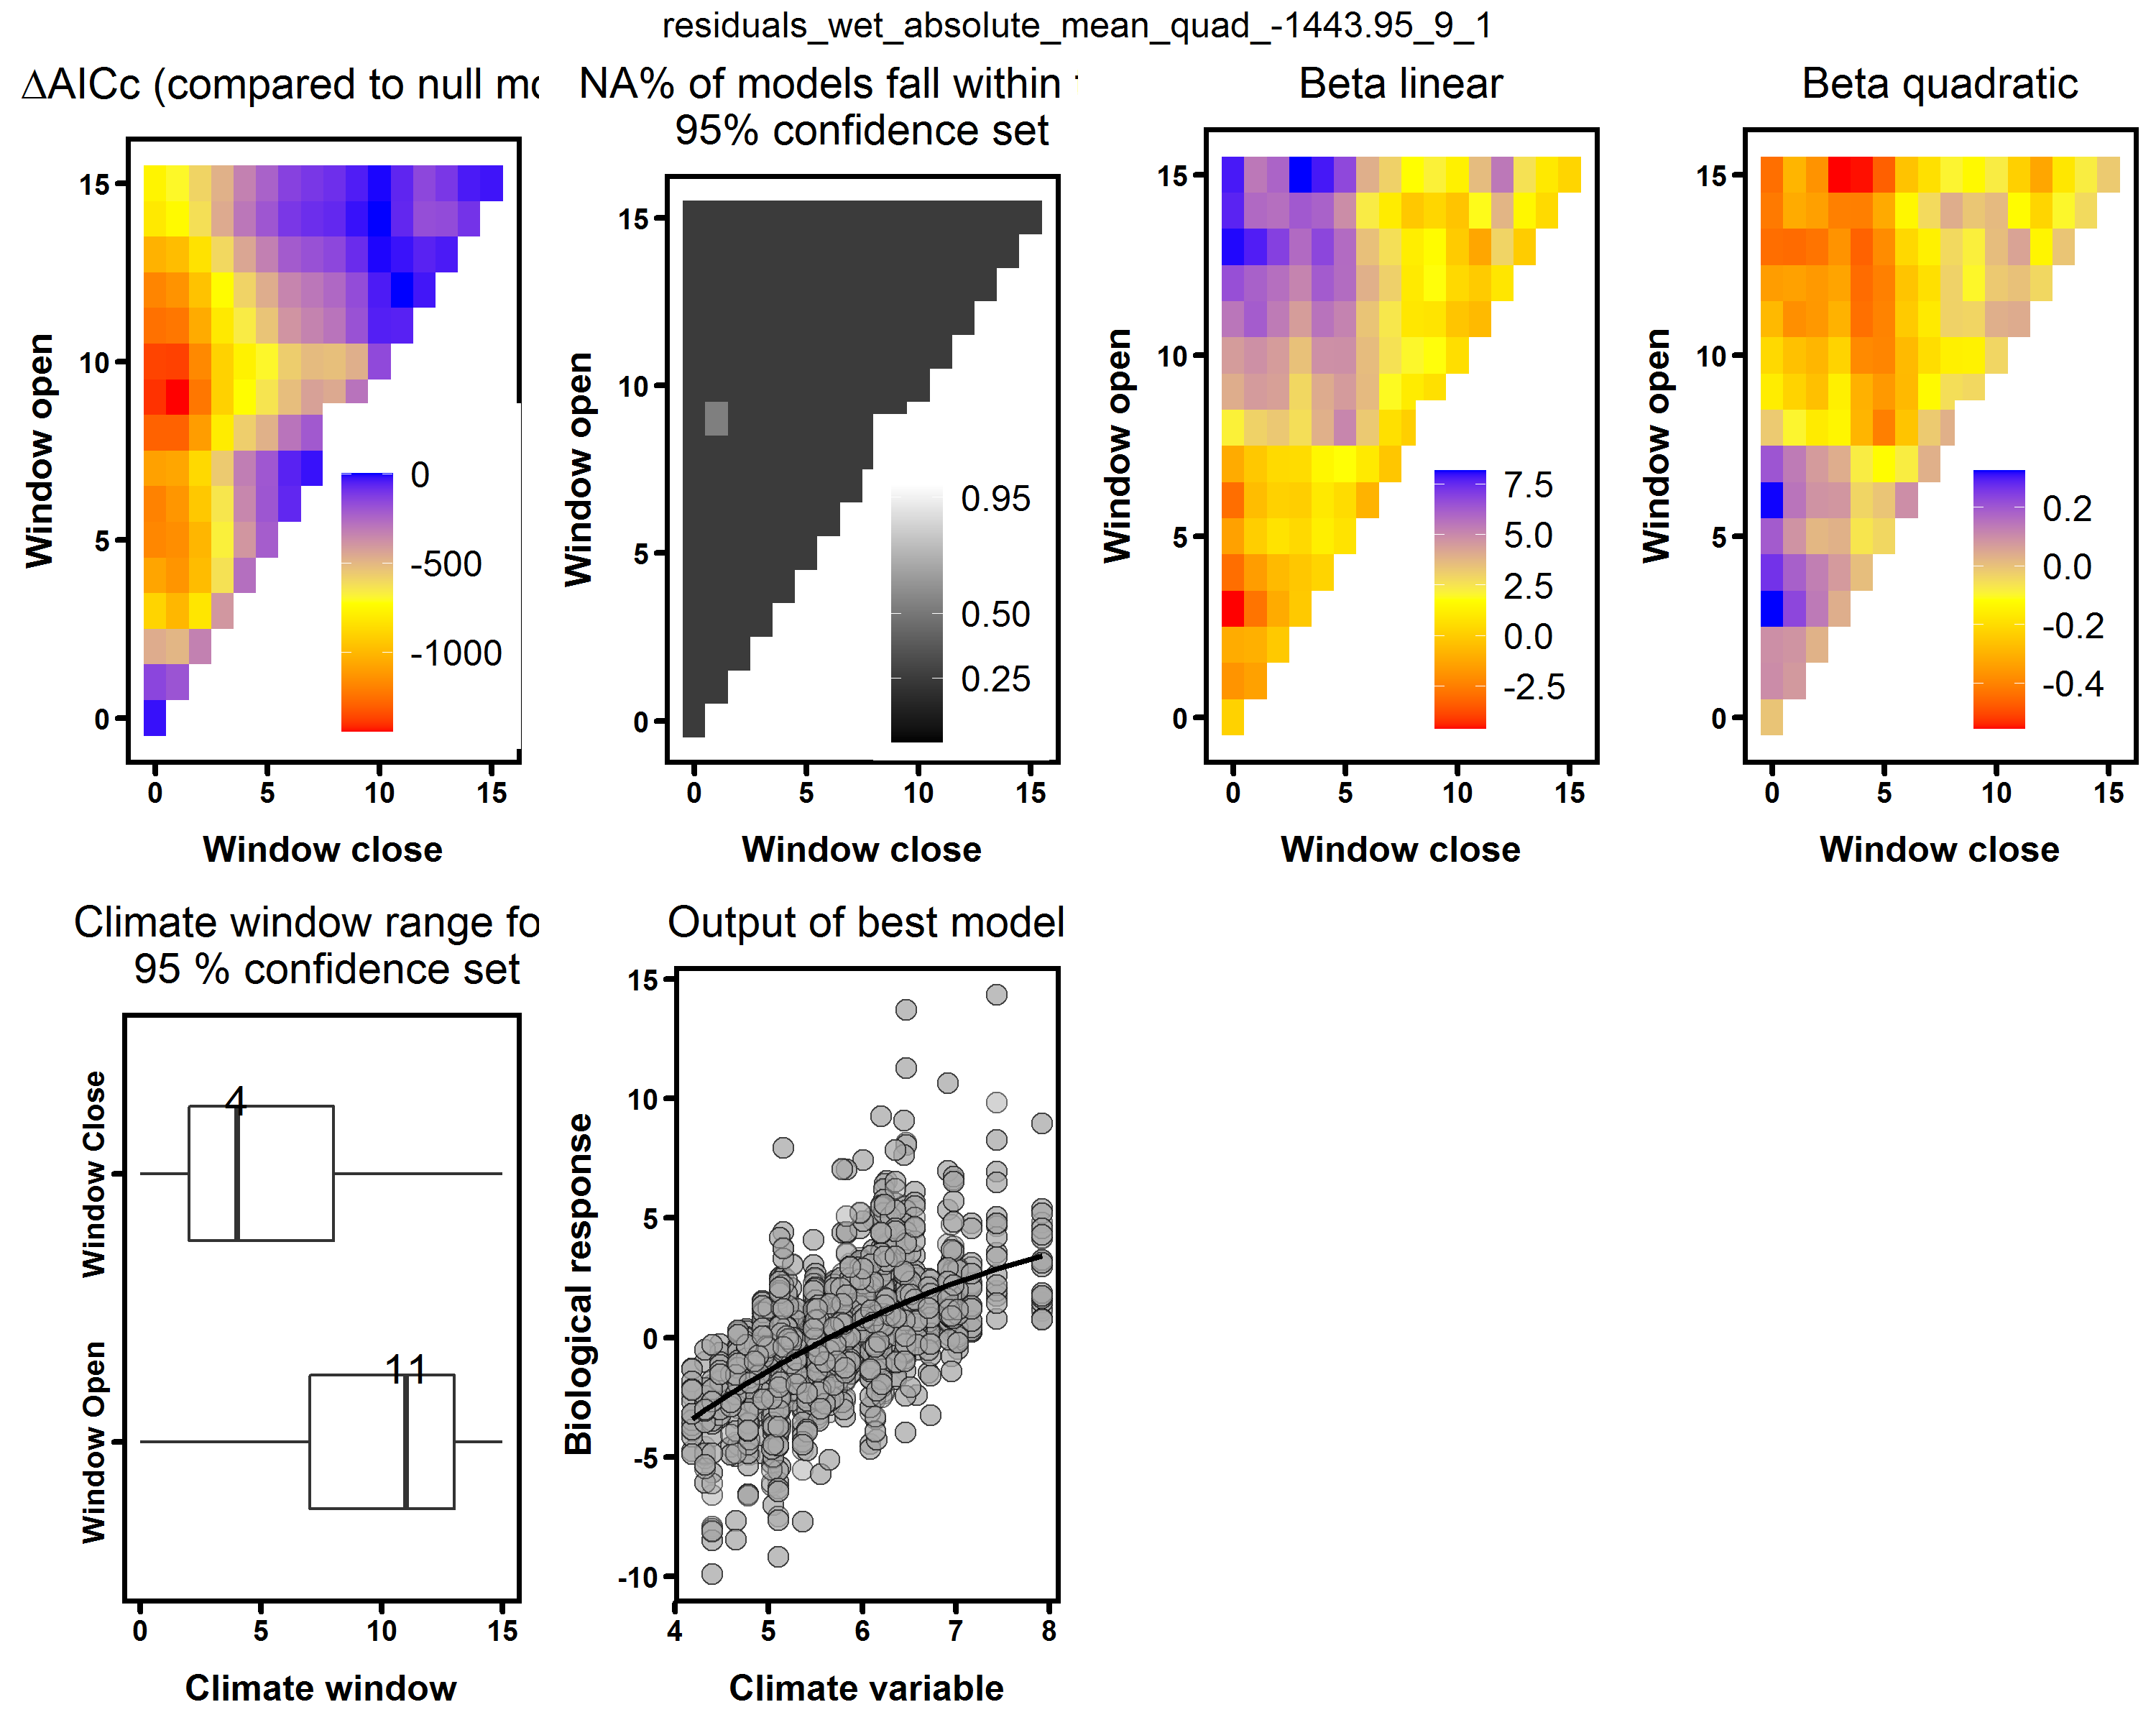 residuals_wet_absolute_mean_quad_-1443.95_9_1
ΔAICc (compared to null mo
Window open
15
10
5
0
0
-500
-1000
0 5 10 15
Window close
NA% of models fall within
95% confidence set
Window open
15
10
5
0
0.95
0.50
0.25
0 5 10 15
Window close
Beta linear
Window open
15
10
5
0
7.5
5.0
2.5
0.0
-2.5
0 5 10 15
Window close
Beta quadratic
Window open
15
10
5
0
0.2
0.0
-0.2
-0.4
0 5 10 15
Window close
Climate window range fo
95 % confidence set
Window Close
4
Window Open
11
0 5 10 15
Climate window
Output of best model
Biological response
15
10
5
0
-5
-10
4 5 6 7 8
Climate variable